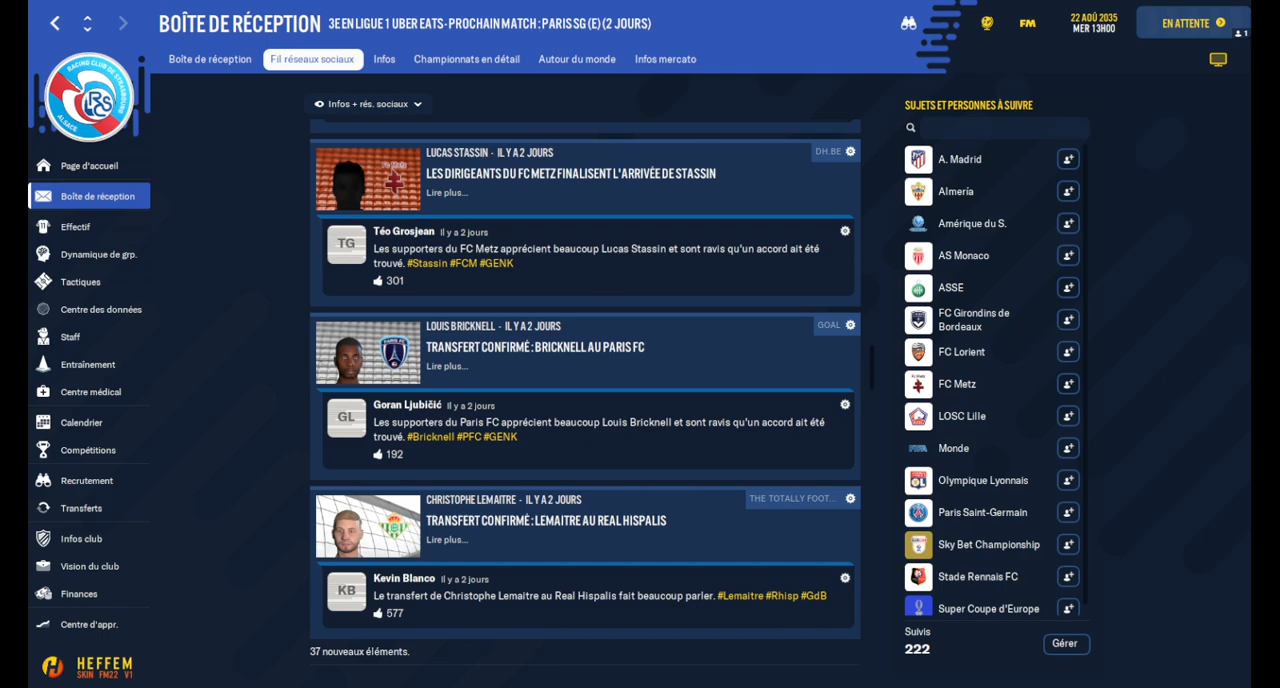 BOÎTE DE RÉCEPTION
3E EN LIGUE 1 UBER EATS - PROCHAIN MATCH : PARIS SG (E) (2 JOURS)
FM
22 AOÛ 2035
MER 13H00
EN ATTENTE
1
Boîte de réception
Fil réseaux sociaux
Infos
Championnats en détail
Autour du monde
Infos mercato
RACING CLUB DE STRASBOURG
ALSACE
Page d'accueil
Boîte de réception
Effectif
Dynamique de grp.
Tactiques
Centre des données
Staff
Entraînement
Centre médical
Calendrier
Compétitions
Recrutement
Transferts
Infos club
Vision du club
Finances
Centre d'appr.
HEFFEM
SKIN FM22 V1
Infos + rés. sociaux
LUCAS STASSIN - IL Y A 2 JOURS
DH.BE
LES DIRIGEANTS DU FC METZ FINALISENT L'ARRIVÉE DE STASSIN
Lire plus...
TG
Téo Grosjean Il y a 2 jours
Les supporters du FC Metz apprécient beaucoup Lucas Stassin et sont ravis qu'un accord ait été
trouvé. #Stassin #FCM #GENK
301
LOUIS BRICKNELL - IL Y A 2 JOURS
GOAL
TRANSFERT CONFIRMÉ : BRICKNELL AU PARIS FC
Lire plus...
GL
Goran Ljubičić Il y a 2 jours
Les supporters du Paris FC apprécient beaucoup Louis Bricknell et sont ravis qu'un accord ait été
trouvé. #Bricknell #PFC #GENK
192
CHRISTOPHE LEMAITRE - IL Y A 2 JOURS
THE TOTALLY FOOT...
TRANSFERT CONFIRMÉ : LEMAITRE AU REAL HISPALIS
Lire plus...
KB
Kevin Blanco Il y a 2 jours
Le transfert de Christophe Lemaitre au Real Hispalis fait beaucoup parler. #Lemaitre #Rhisp #GdB
577
37 nouveaux éléments.
SUJETS ET PERSONNES À SUIVRE
A. Madrid
Almería
Amérique du S.
AS Monaco
ASSE
FC Girondins de
Bordeaux
FC Lorient
FC Metz
LOSC Lille
Monde
Olympique Lyonnais
Paris Saint-Germain
Sky Bet Championship
Stade Rennais FC
Super Coupe d'Europe
Suivis
222
Gérer